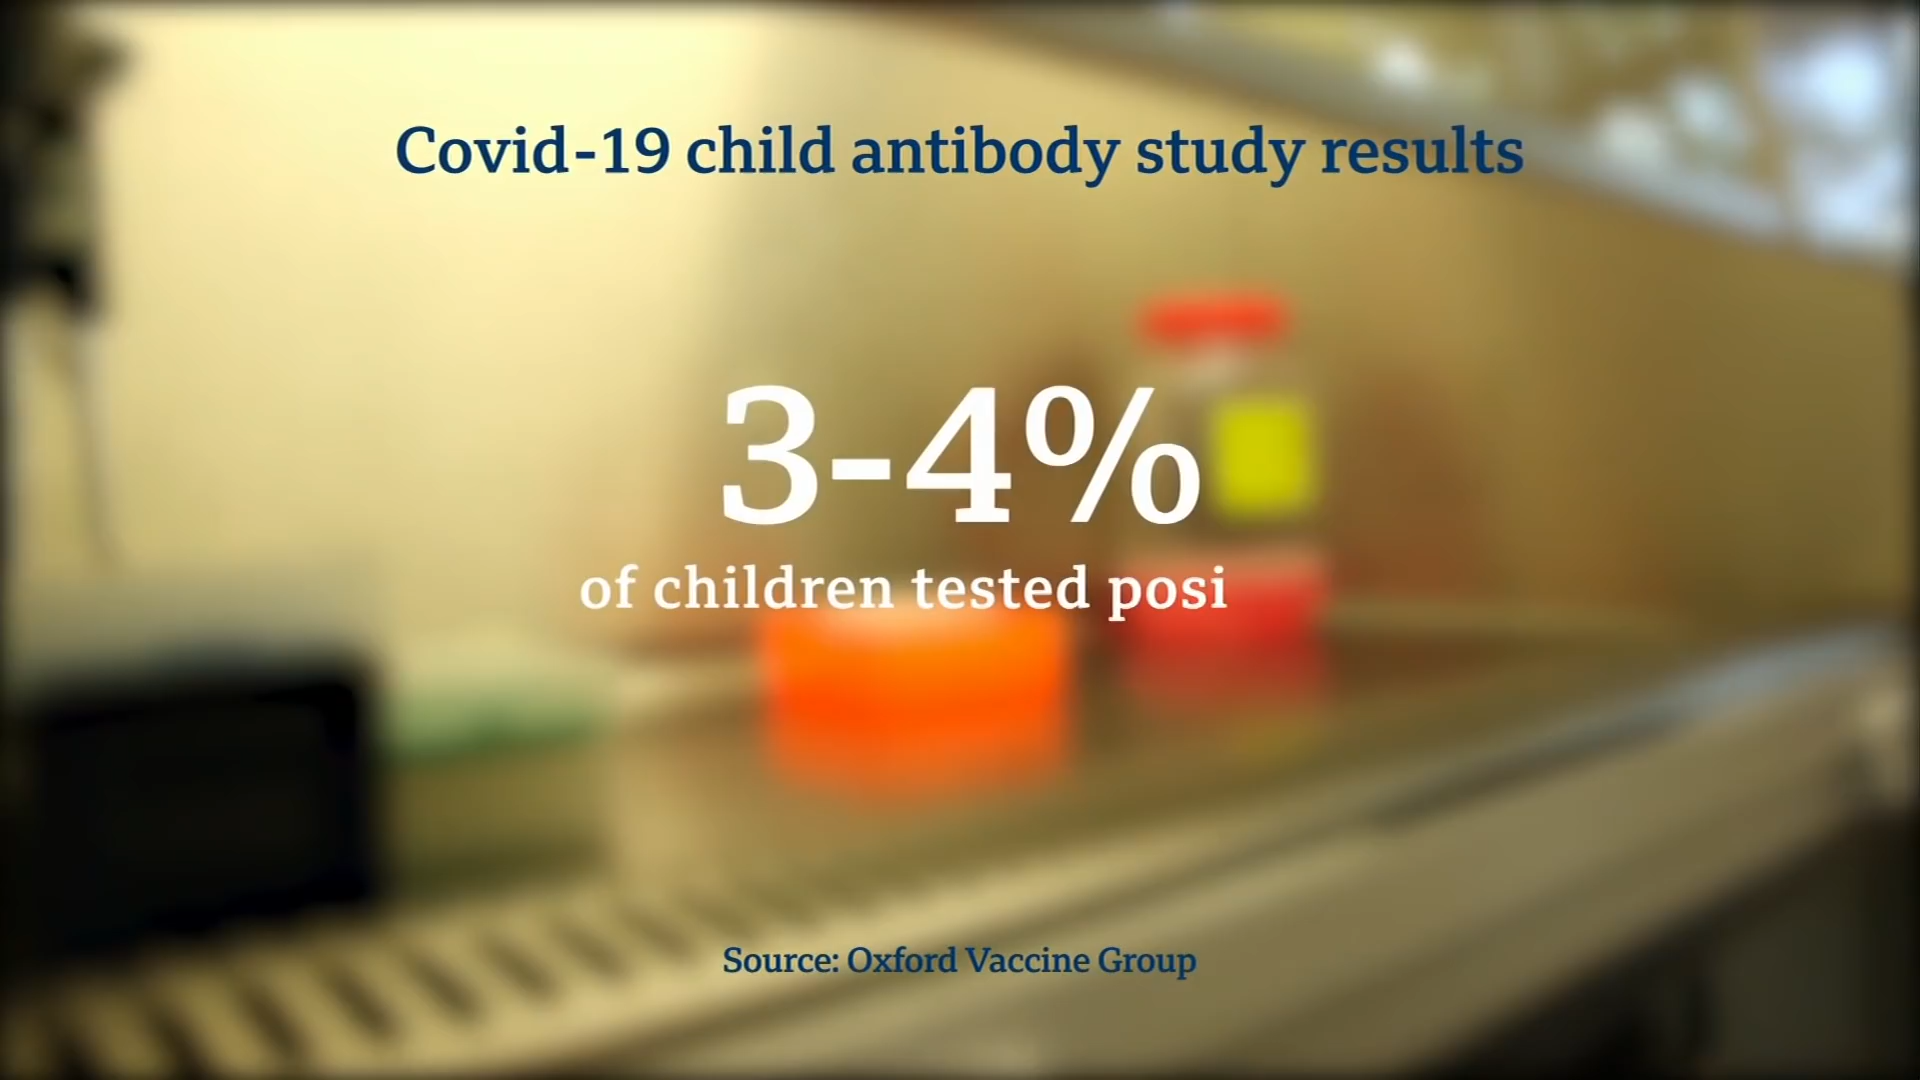 Covid-19 child antibody study results
3-4%
of children tested posi
Source: Oxford Vaccine Group